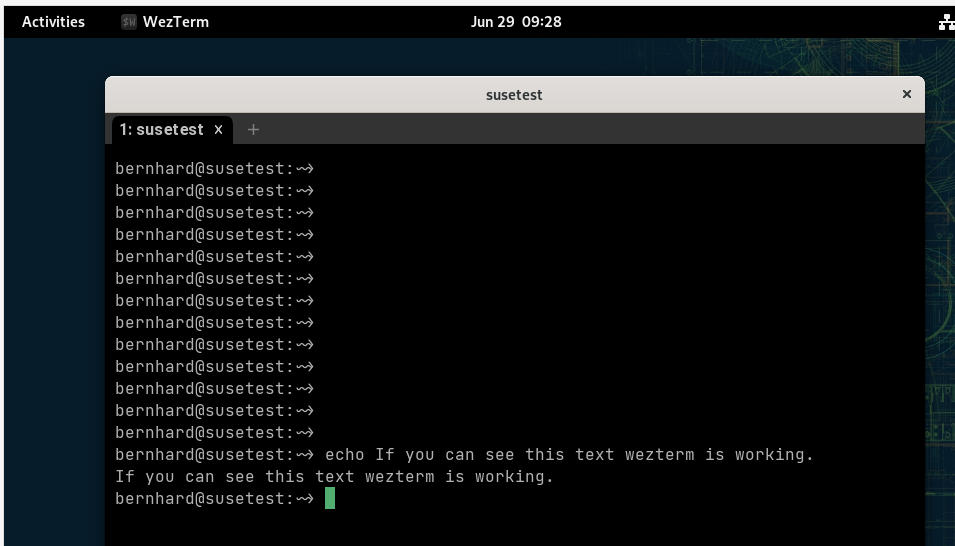 Activities $W WezTerm Jun 29 09:28
susetest ×
1: susetest × +
bernhard@susetest:~>
bernhard@susetest:~>
bernhard@susetest:~>
bernhard@susetest:~>
bernhard@susetest:~>
bernhard@susetest:~>
bernhard@susetest:~>
bernhard@susetest:~>
bernhard@susetest:~>
bernhard@susetest:~>
bernhard@susetest:~>
bernhard@susetest:~>
bernhard@susetest:~>
bernhard@susetest:~> echo If you can see this text wezterm is working.
If you can see this text wezterm is working.
bernhard@susetest:~>